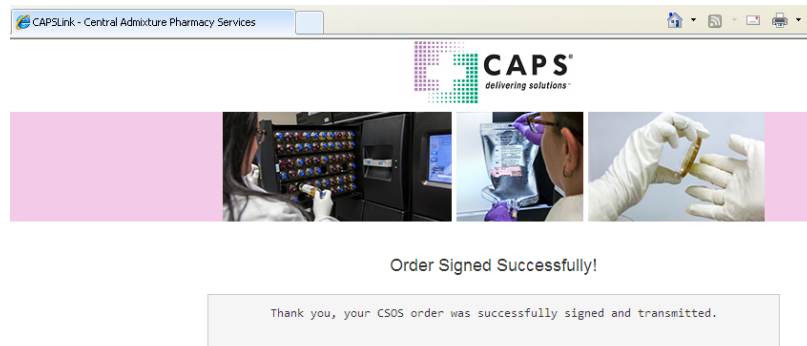 CAPSLink - Central Admixture Pharmacy Services
CAPS®
delivering solutions™
Order Signed Successfully!
Thank you, your CSOS order was successfully signed and transmitted.